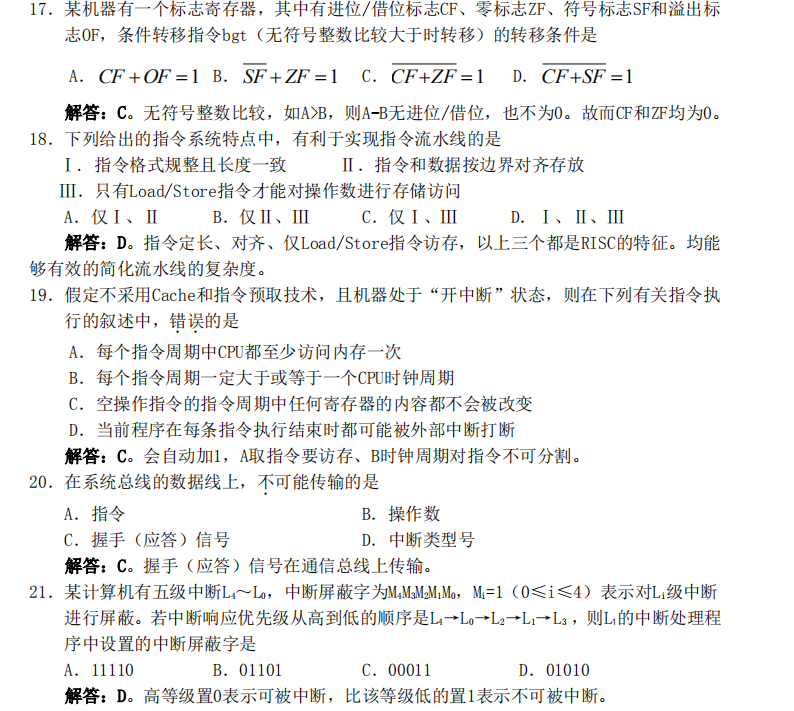 17. 某机器有一个标志寄存器，其中有进位/借位标志CF、零标志ZF、符号标志SF和溢出标
志OF，条件转移指令bgt（无符号整数比较大于时转移）的转移条件是
A. CF + OF = 1 B. \overline{SF} + ZF = 1 C. \overline{CF+ZF} = 1 D. \overline{CF+SF} = 1
解答：C。无符号整数比较，如A>B，则A-B无进位/借位，也不为0。故而CF和ZF均为0。
18. 下列给出的指令系统特点中，有利于实现指令流水线的是
Ⅰ. 指令格式规整且长度一致 Ⅱ. 指令和数据按边界对齐存放
Ⅲ. 只有Load/Store指令才能对操作数进行存储访问
A. 仅Ⅰ、Ⅱ B. 仅Ⅱ、Ⅲ C. 仅Ⅰ、Ⅲ D. Ⅰ、Ⅱ、Ⅲ
解答：D。指令定长、对齐、仅Load/Store指令访存，以上三个都是RISC的特征。均能
够有效的简化流水线的复杂度。
19. 假定不采用Cache和指令预取技术，且机器处于“开中断”状态，则在下列有关指令执
行的叙述中，错误的是
A. 每个指令周期中CPU都至少访问内存一次
B. 每个指令周期一定大于或等于一个CPU时钟周期
C. 空操作指令的指令周期中任何寄存器的内容都不会被改变
D. 当前程序在每条指令执行结束时都可能被外部中断打断
解答：C。会自动加1，A取指令要访存、B时钟周期对指令不可分割。
20. 在系统总线的数据线上，不可能传输的是
A. 指令 B. 操作数
C. 握手（应答）信号 D. 中断类型号
解答：C。握手（应答）信号在通信总线上传输。
21. 某计算机有五级中断L₄～L₀，中断屏蔽字为M₄M₃M₂M₁M₀，Mᵢ=1（0≤i≤4）表示对Lᵢ级中断
进行屏蔽。若中断响应优先级从高到低的顺序是L₄→L₀→L₂→L₁→L₃，则L₁的中断处理程
序中设置的中断屏蔽字是
A. 11110 B. 01101 C. 00011 D. 01010
解答：D。高等级置0表示可被中断，比该等级低的置1表示不可被中断。